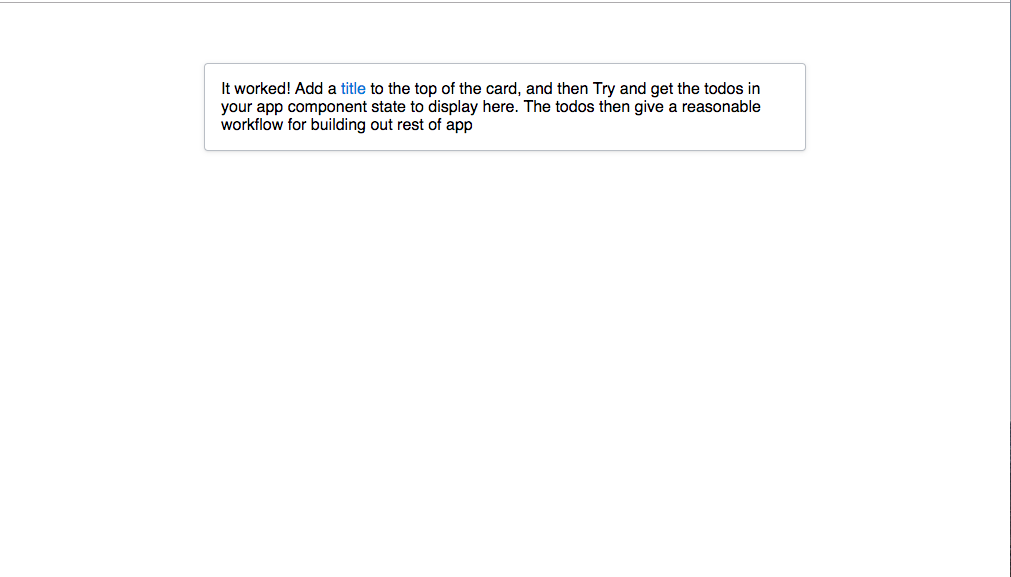 It worked! Add a title to the top of the card, and then Try and get the todos in
your app component state to display here. The todos then give a reasonable
workflow for building out rest of app